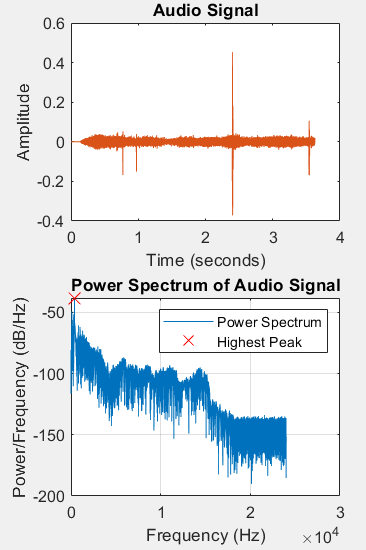 Audio Signal
0.6
0.4
0.2
0
-0.2
-0.4
Amplitude
0 1 2 3 4
Time (seconds)
Power Spectrum of Audio Signal
-50
-100
-150
-200
Power/Frequency (dB/Hz)
Power Spectrum
Highest Peak
0 1 2 3
×10^4
Frequency (Hz)